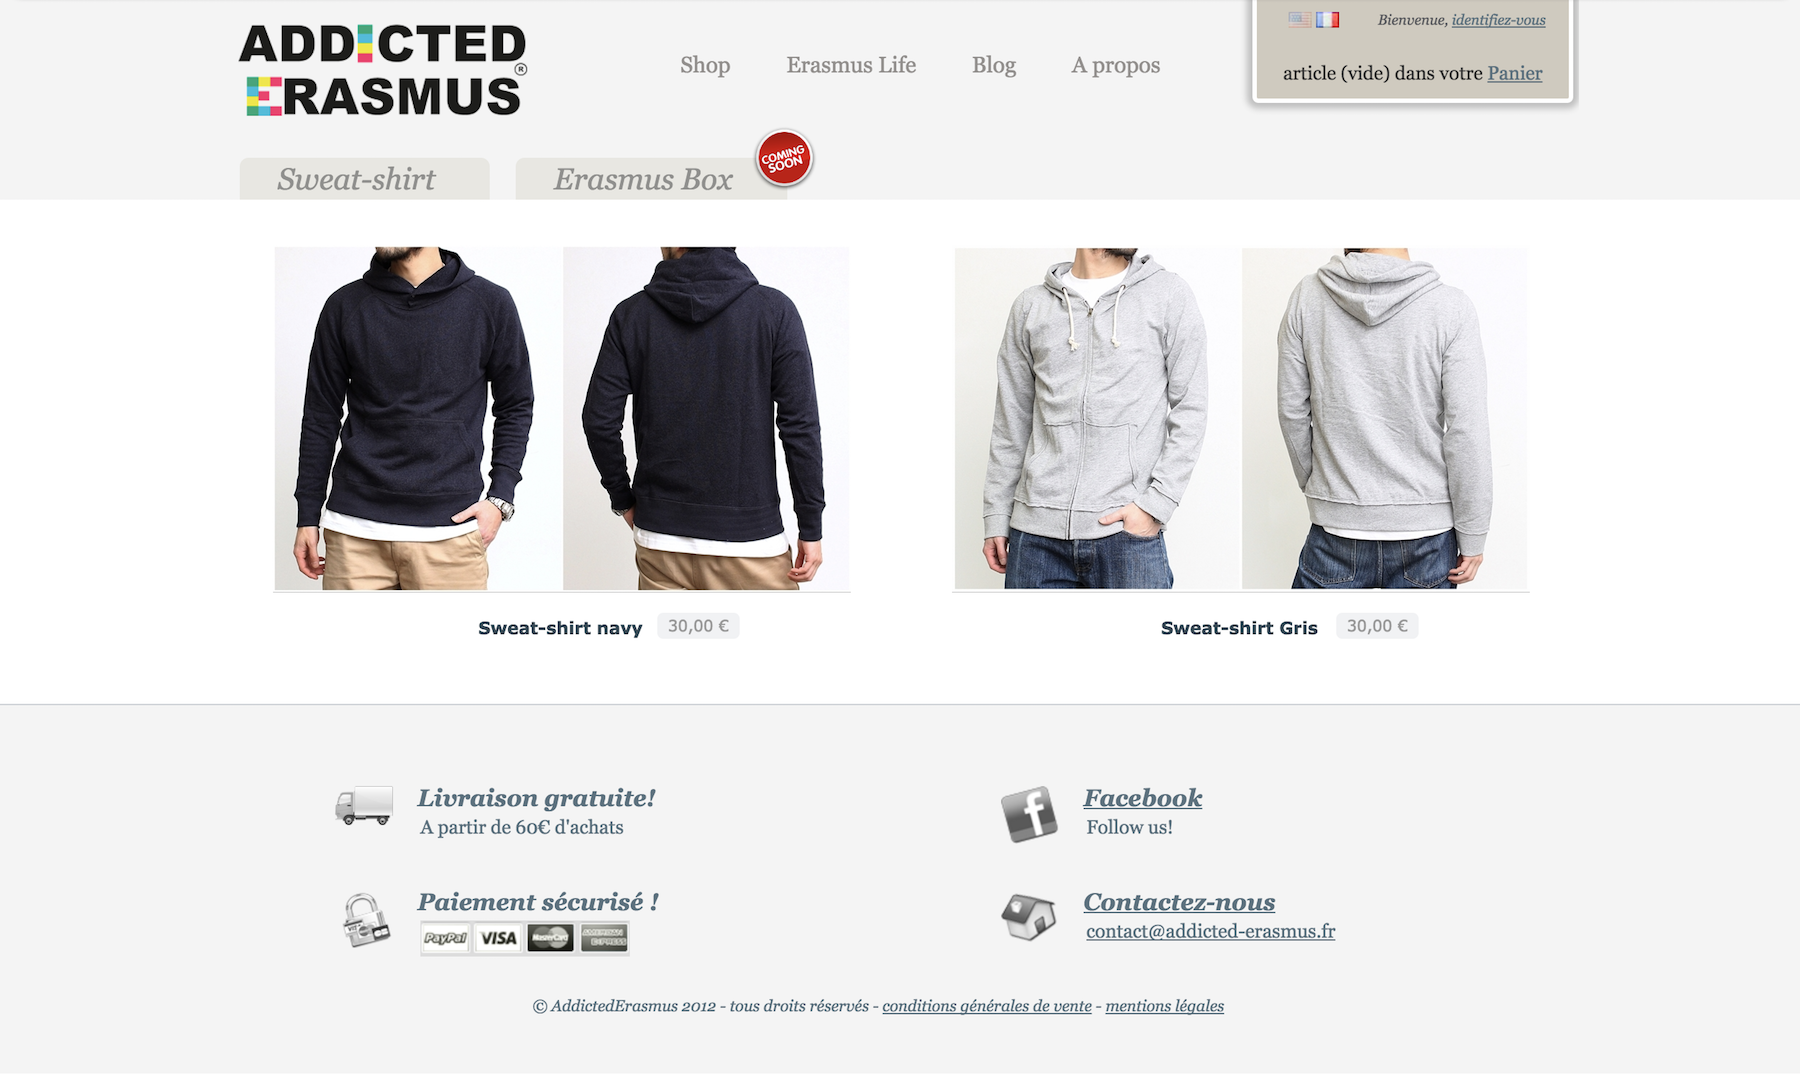 ADDICTED
ERASMUS®
Shop
Erasmus Life
Blog
A propos
Bienvenue, identifiez-vous
article (vide) dans votre Panier
Sweat-shirt
Erasmus Box
COMING
SOON
Sweat-shirt navy 30,00 €
Sweat-shirt Gris 30,00 €
Livraison gratuite!
A partir de 60€ d'achats
Facebook
Follow us!
Paiement sécurisé !
PayPal VISA MasterCard AMERICAN EXPRESS
Contactez-nous
contact@addicted-erasmus.fr
© AddictedErasmus 2012 - tous droits réservés - conditions générales de vente - mentions légales